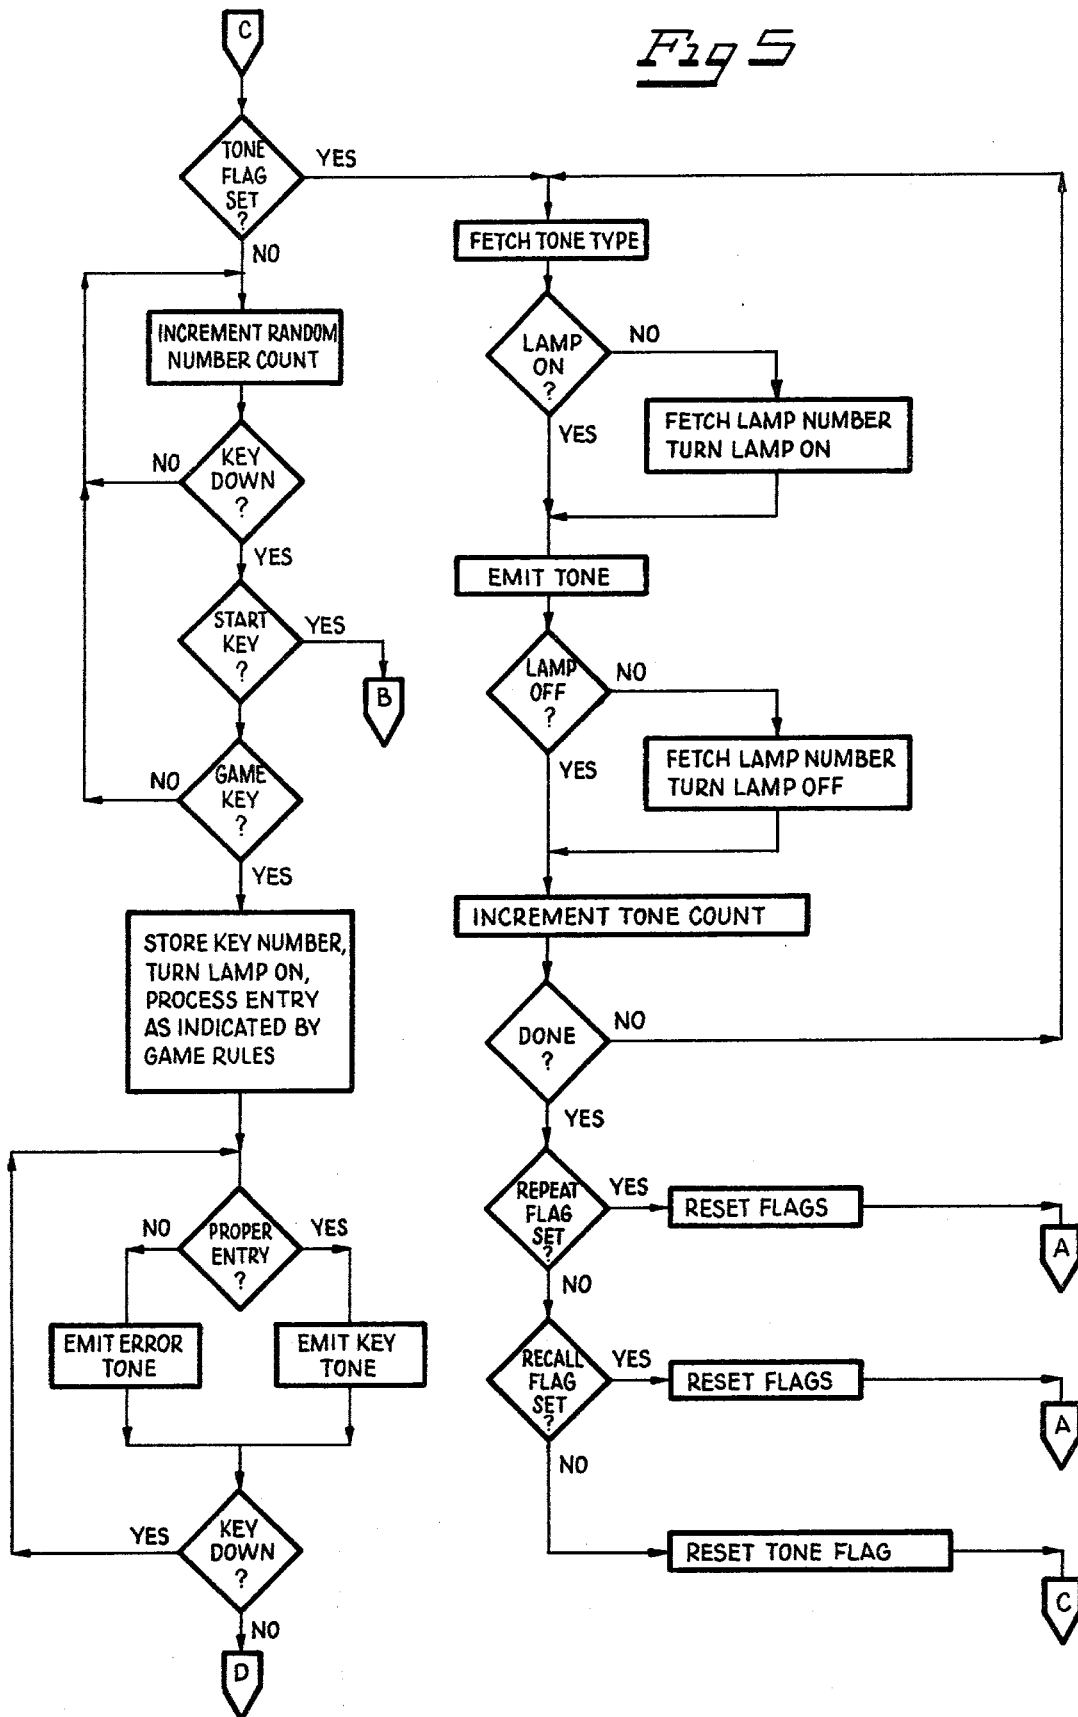 C
Fig 5
TONE
FLAG
SET
?
YES
NO
INCREMENT RANDOM
NUMBER COUNT
NO
KEY
DOWN
?
YES
START
KEY
?
YES
B
NO
GAME
KEY
?
YES
STORE KEY NUMBER,
TURN LAMP ON,
PROCESS ENTRY
AS INDICATED BY
GAME RULES
NO
PROPER
ENTRY
?
YES
EMIT ERROR
TONE
EMIT KEY
TONE
YES
KEY
DOWN
?
NO
D
FETCH TONE TYPE
LAMP
ON
?
NO
YES
FETCH LAMP NUMBER
TURN LAMP ON
EMIT TONE
LAMP
OFF
?
NO
YES
FETCH LAMP NUMBER
TURN LAMP OFF
INCREMENT TONE COUNT
DONE
?
NO
YES
REPEAT
FLAG
SET
?
YES
RESET FLAGS
A
NO
RECALL
FLAG
SET
?
YES
RESET FLAGS
A
NO
RESET TONE FLAG
C